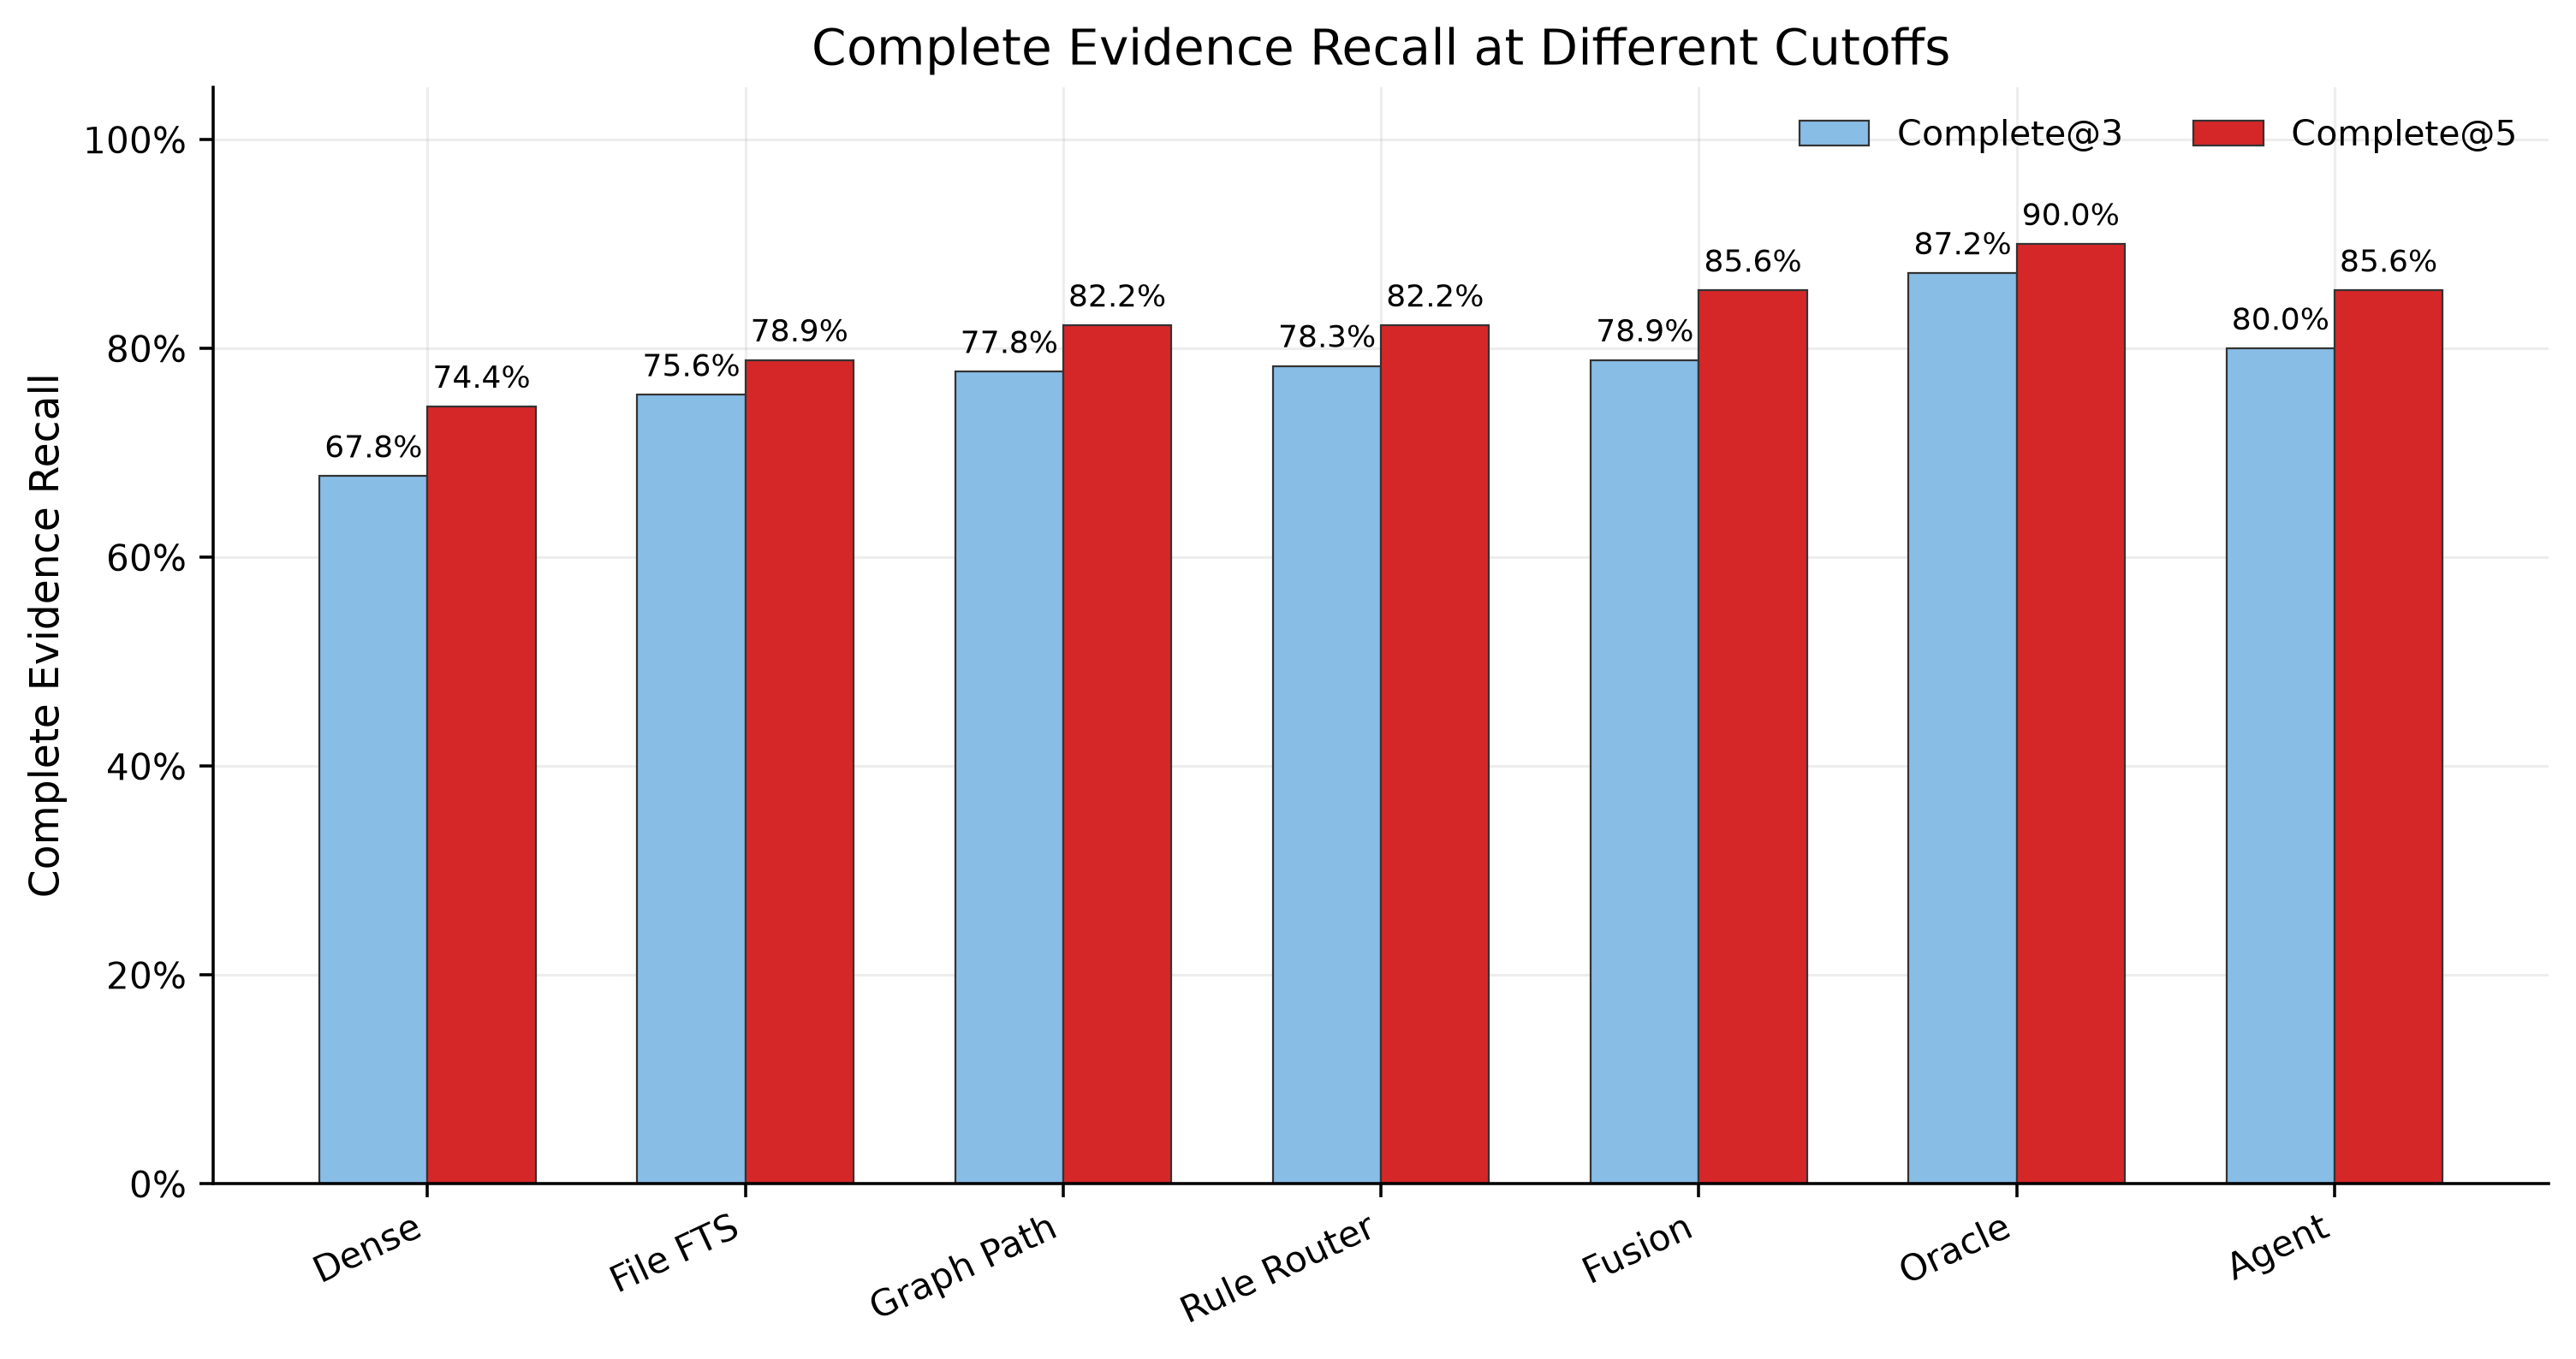 Complete Evidence Recall at Different Cutoffs
Complete@3 Complete@5
Complete Evidence Recall
100%
80%
60%
40%
20%
0%
67.8% 74.4%
75.6% 78.9%
77.8% 82.2%
78.3% 82.2%
78.9% 85.6%
87.2% 90.0%
80.0% 85.6%
Dense
File FTS
Graph Path
Rule Router
Fusion
Oracle
Agent